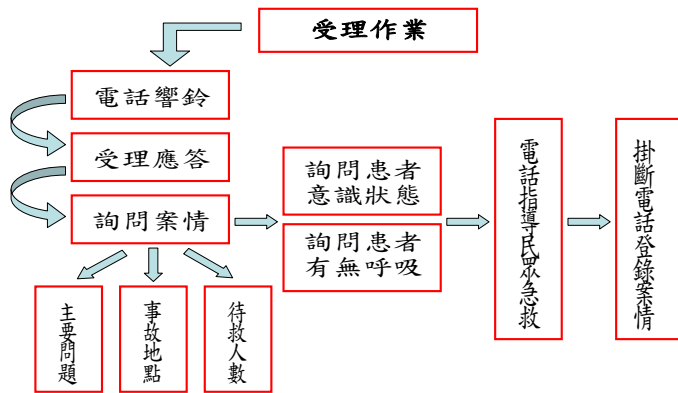 受理作業
電話響鈴
受理應答
詢問案情
主要問題
事故地點
待救人數
詢問患者
意識狀態
詢問患者
有無呼吸
電話指導民眾急救
掛斷電話登錄案情